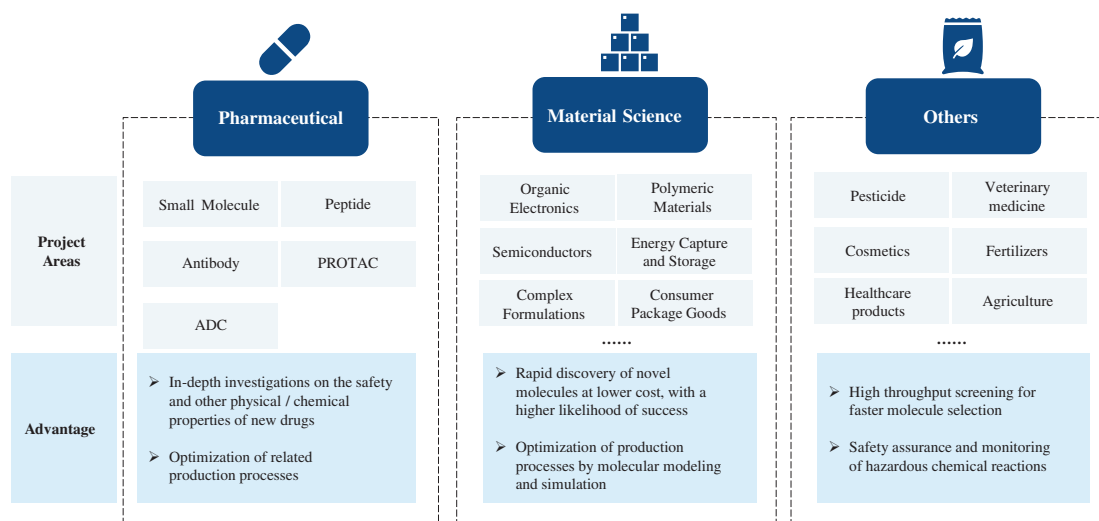 Pharmaceutical
Material Science
Others
Project
Areas
Small Molecule
Peptide
Antibody
PROTAC
ADC
Organic
Electronics
Polymeric
Materials
Semiconductors
Energy Capture
and Storage
Complex
Formulations
Consumer
Package Goods
......
Pesticide
Veterinary
medicine
Cosmetics
Fertilizers
Healthcare
products
Agriculture
......
Advantage
➢ In-depth investigations on the safety
and other physical / chemical
properties of new drugs
➢ Optimization of related
production processes
➢ Rapid discovery of novel
molecules at lower cost, with a
higher likelihood of success
➢ Optimization of production
processes by molecular modeling
and simulation
➢ High throughput screening for
faster molecule selection
➢ Safety assurance and monitoring
of hazardous chemical reactions